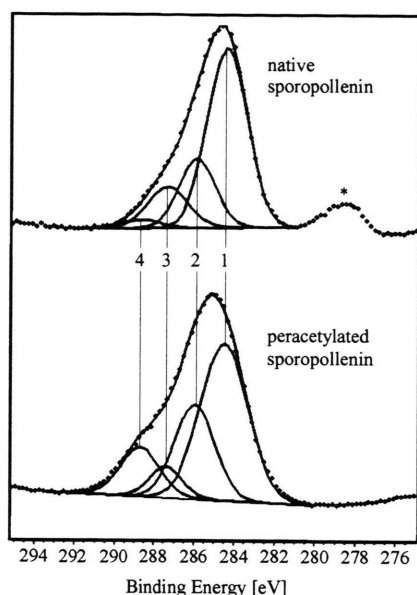 native
sporopollenin
*
4 3 2 1
peracetylated
sporopollenin
294 292 290 288 286 284 282 280 278 276
Binding Energy [eV]